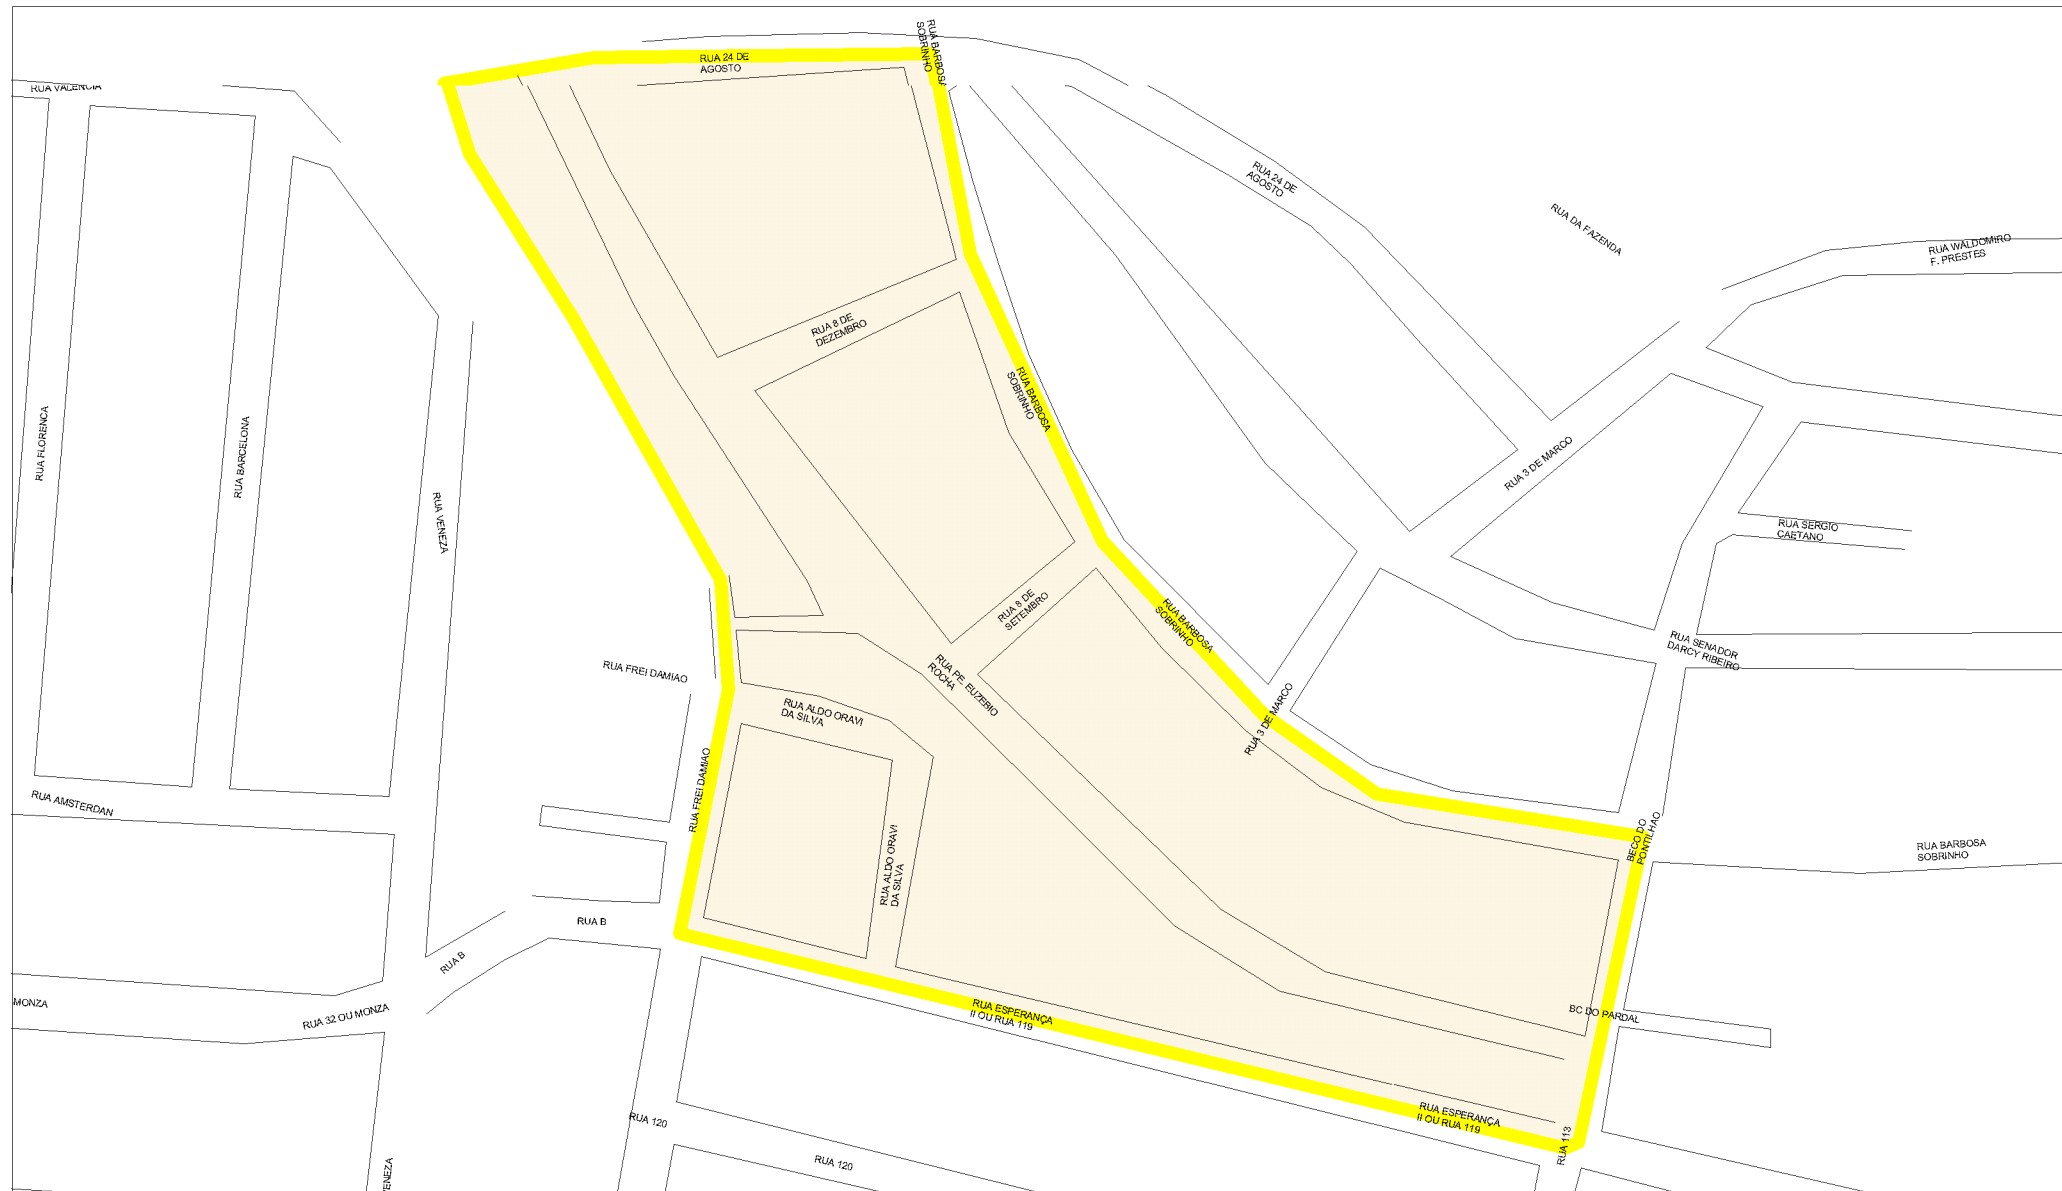 RUA BARBOSA
SOBRINHO
RUA 24 DE
AGOSTO
RUA VALENCIA
RUA 24 DE
AGOSTO
RUA DA FAZENDA
RUA WALDOMIRO
F. PRESTES
RUA 8 DE
DEZEMBRO
RUA BARBOSA
SOBRINHO
RUA FLORENCA
RUA BARCELONA
RUA VENEZA
RUA 3 DE MARCO
RUA SERGIO
CAETANO
RUA 8 DE
SETEMBRO
RUA BARBOSA
SOBRINHO
RUA SENADOR
DARCY RIBEIRO
RUA FREI DAMIAO
RUA PE. EUZEBIO
ROCHA
RUA ALDO ORAVI
DA SILVA
RUA 3 DE MARCO
RUA FREI DAMIAO
RUA AMSTERDAN
RUA ALDO ORAVI
DA SILVA
BECO DO
PONTILHAO
RUA BARBOSA
SOBRINHO
RUA B
RUA B
MONZA
RUA 32 OU MONZA
RUA ESPERANÇA
II OU RUA 119
BC DO PARDAL
RUA ESPERANÇA
II OU RUA 119
RUA 120
RUA 113
RUA 120
ENEZA